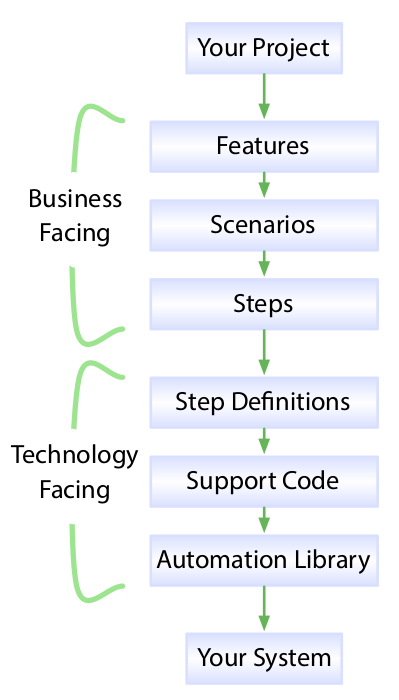 Your Project
Features
Business
Facing
Scenarios
Steps
Step Definitions
Technology
Facing
Support Code
Automation Library
Your System